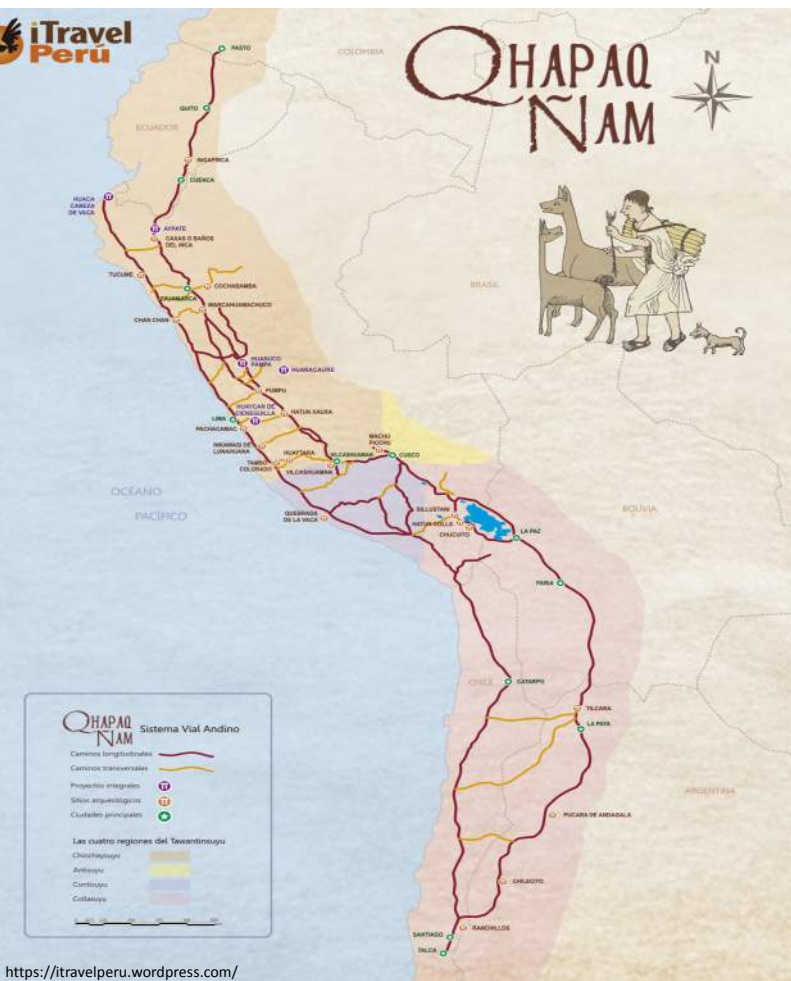 iTravel
Perú
QHAPAQ
ÑAM
N
PASTO
COLOMBIA
QUITO
ECUADOR
INGAPIRCA
CUENCA
HUACA
CABEZA
DE VACA
AYPATE
CAXAS O BAÑOS
DEL INCA
TUCUME
COCHABAMBA
CAJAMARCA
MARCAHUAMACHUCO
CHAN CHAN
BRASIL
HUANUCO
PAMPA
HUANACAURE
PUMPU
HUAYCAN DE
CIENEGUILLA
HATUN XAUXA
LIMA
PACHACAMAC
INKAWASI DE
LUNAHUANA
HUAYTARA
TAMBO
COLORADO
VILCASHUAMAN
VILCASHUAMAN
MACHU
PICCHU
CUSCO
OCÉANO
PACÍFICO
QUEBRADA
DE LA VACA
SILLUSTANI
HATUN COLLA
CHUCUITO
LA PAZ
BOLIVIA
PARIA
CHILE
CATARPO
TILCARA
LA PAYA
ARGENTINA
PUCARA DE ANDAGALA
CHILECITO
RANCHILLOS
SANTIAGO
TALCA
QHAPAQ
ÑAM
Sistema Vial Andino
Caminos longitudinales
Caminos transversales
Proyectos integrales
Sitios arqueológicos
Ciudades principales
Las cuatro regiones del Tawantinsuyu
Chinchaysuyu
Antisuyu
Contisuyu
Collasuyu
https://itravelperu.wordpress.com/